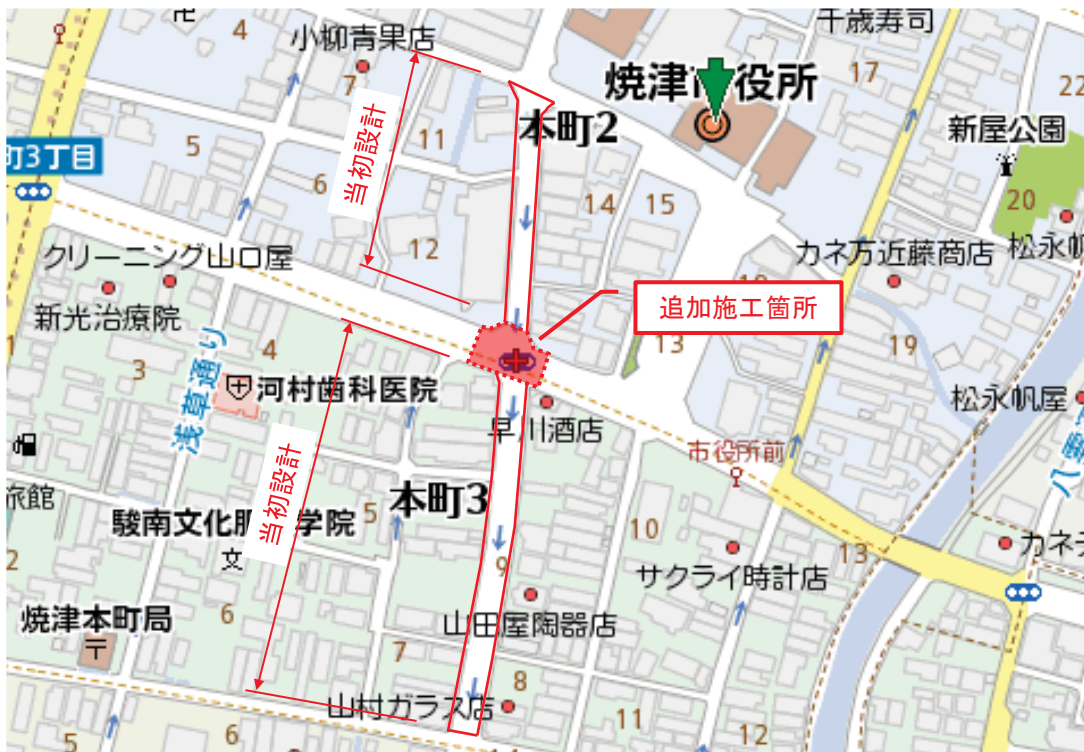 卍
4
小柳青果店
7
千歳寿司
17
焼津市役所
22
新屋公園
20
当初設計
11
本町2
5
町3丁目
6
14
15
12
クリーニング山口屋
カネ万近藤商店
松永帆
新光治療院
追加施工箇所
13
19
4
3
浅草通り
河村歯科医院
早川酒店
松永帆屋
市役所前
当初設計
本町3
旅館
駿南文化服 学院
5
10
9
13
カネ
文
サクライ時計店
2
6
焼津本町局
〒
山田屋陶器店
7
8
山村ガラス店
11
12
5
6